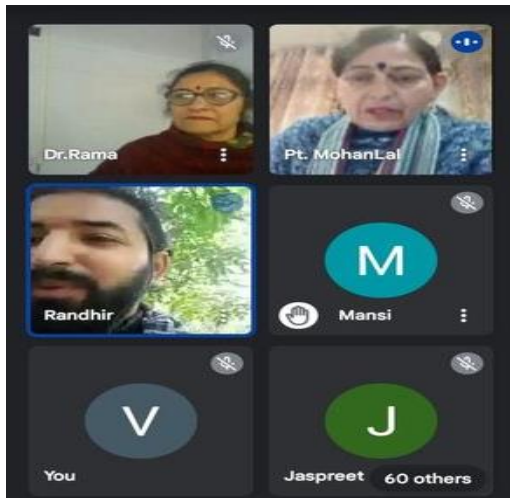 Dr.Rama
Pt. MohanLal
Randhir
M
Mansi
V
You
J
Jaspreet
60 others